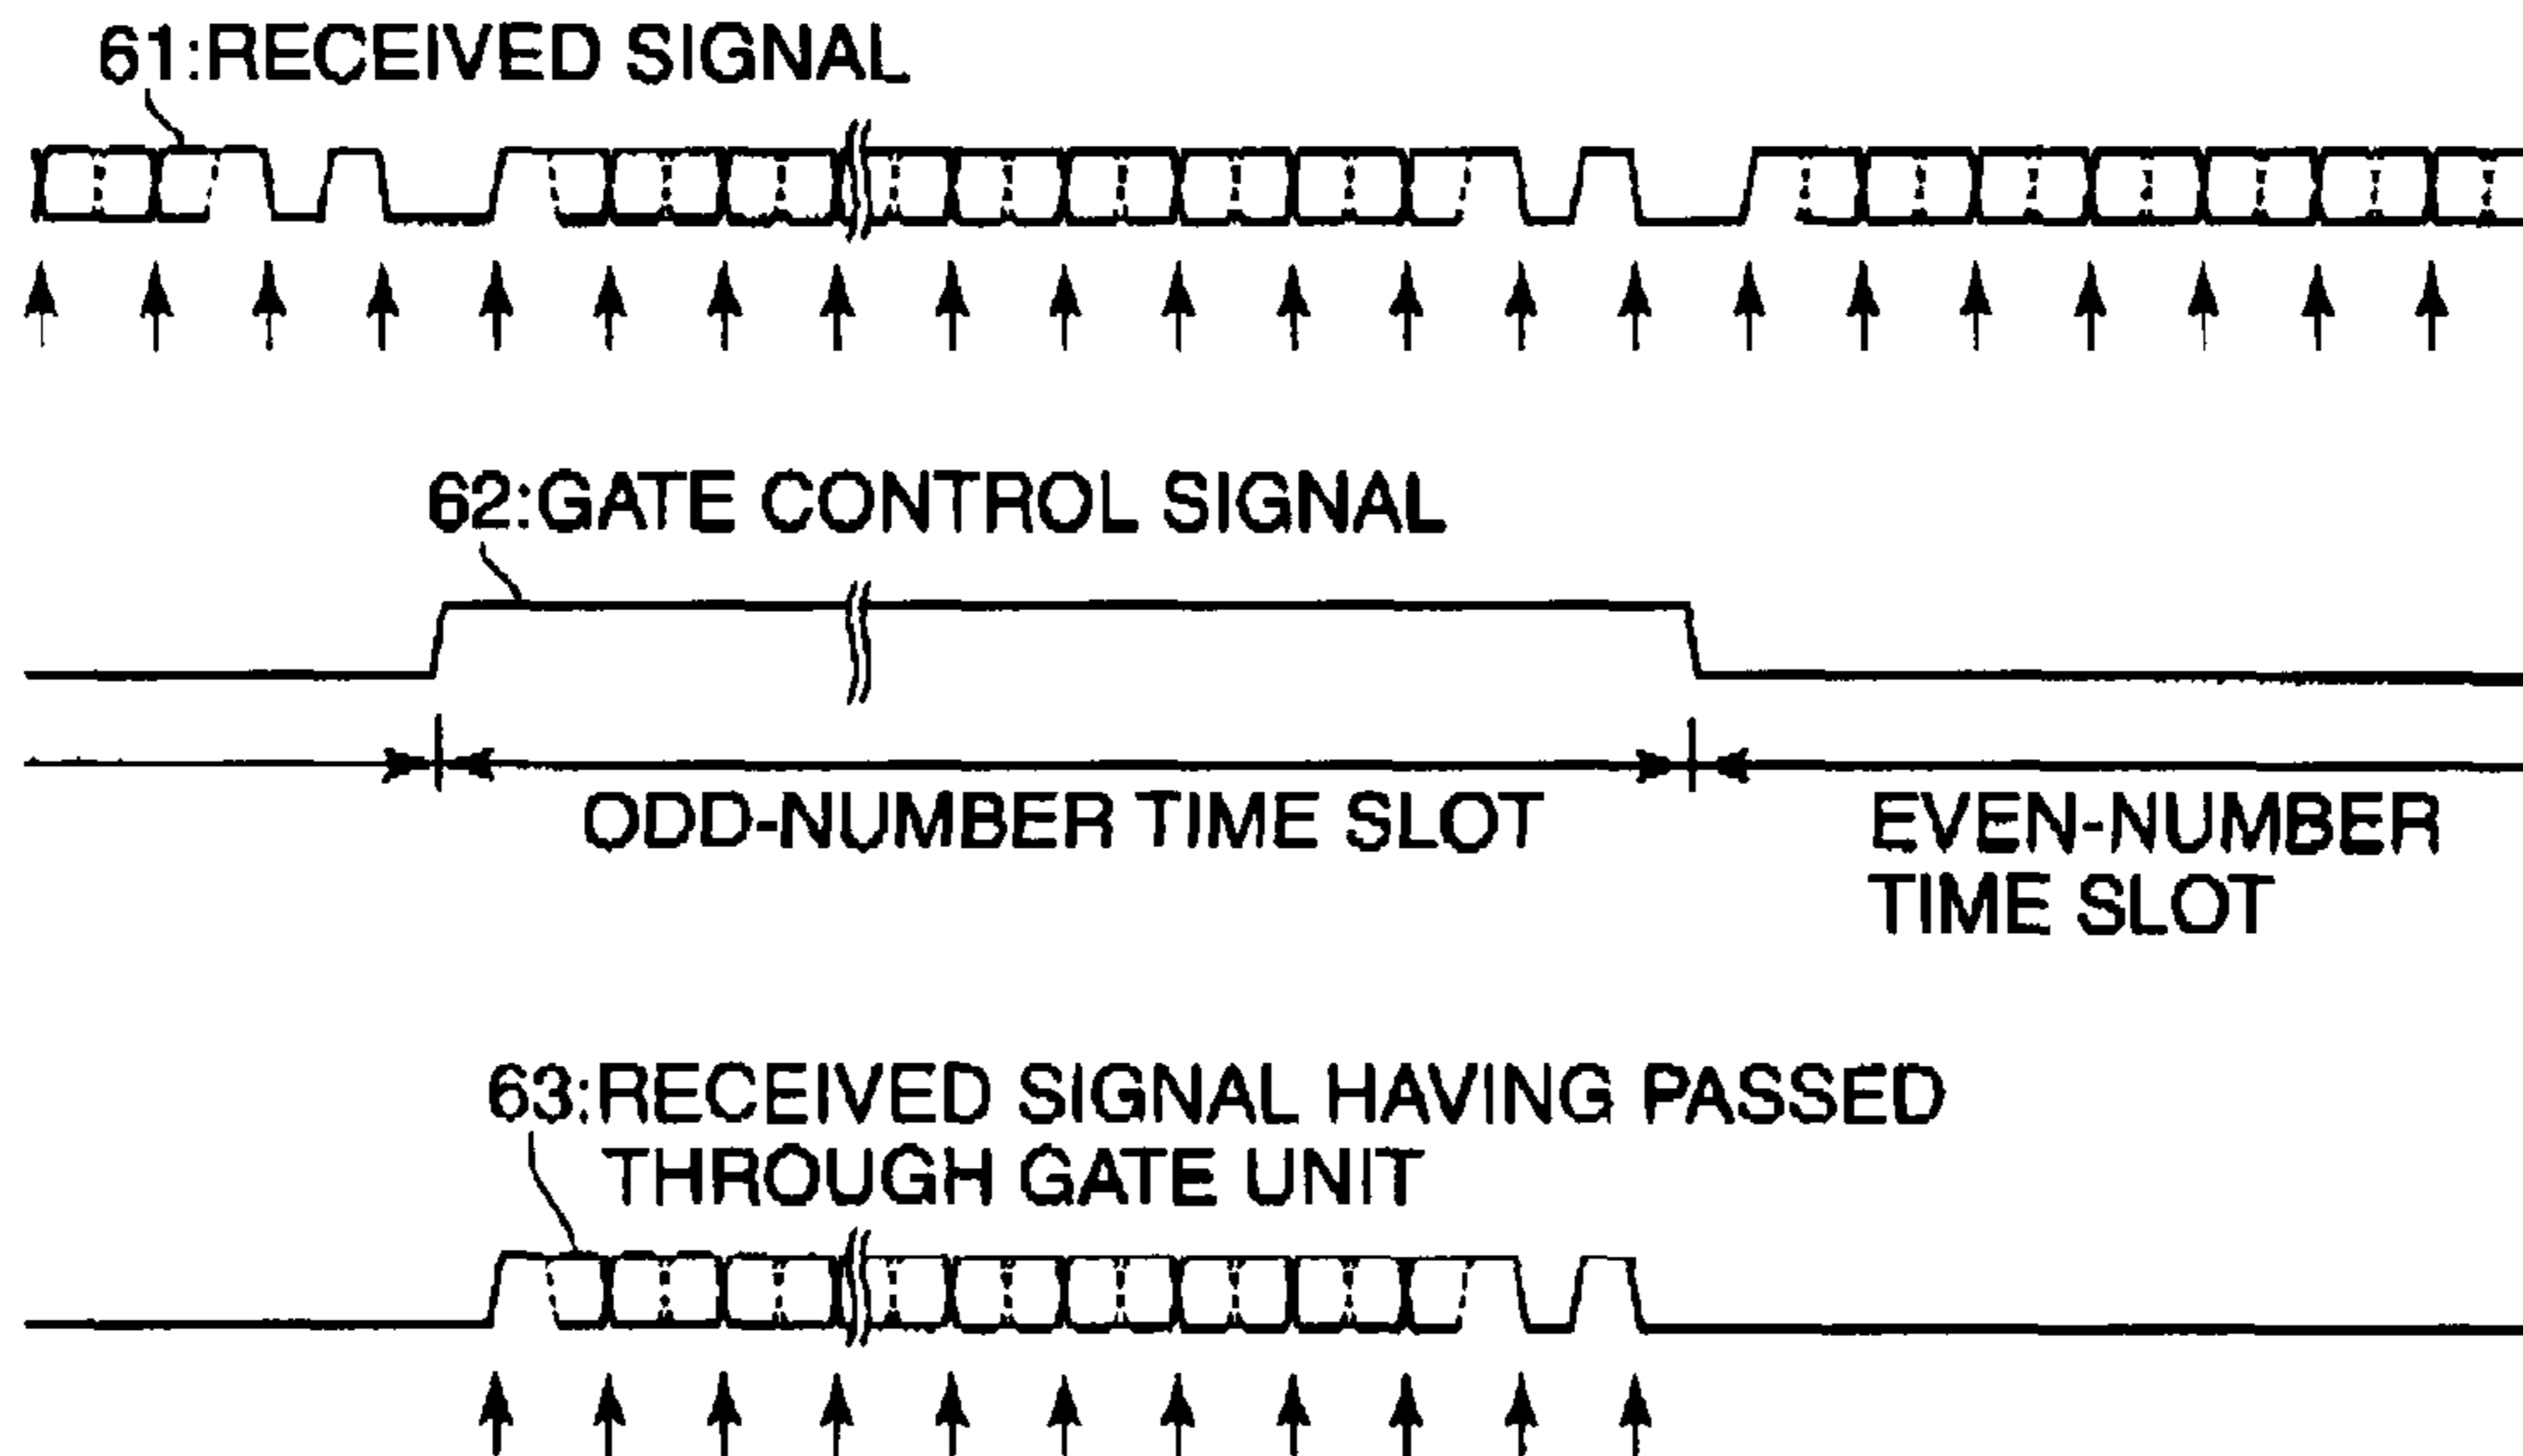 61:RECEIVED SIGNAL
62:GATE CONTROL SIGNAL
ODD-NUMBER TIME SLOT
EVEN-NUMBER
TIME SLOT
63:RECEIVED SIGNAL HAVING PASSED
THROUGH GATE UNIT